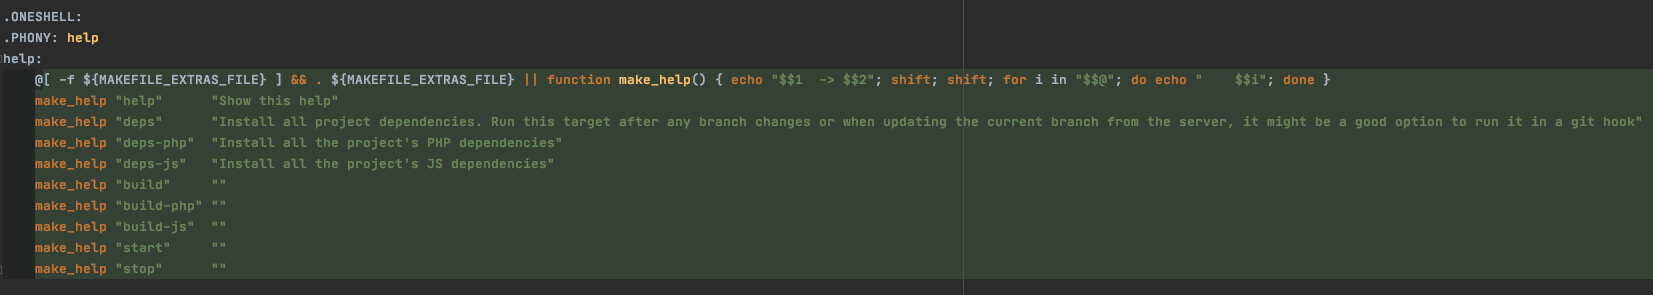 .ONESHELL:
.PHONY: help
help:
    @[ -f ${MAKEFILE_EXTRAS_FILE} ] && . ${MAKEFILE_EXTRAS_FILE} || function make_help() { echo "$$1  -> $$2"; shift; shift; for i in "$$@"; do echo "    $$i"; done }
    make_help "help"      "Show this help"
    make_help "deps"      "Install all project dependencies. Run this target after any branch changes or when updating the current branch from the server, it might be a good option to run it in a git hook"
    make_help "deps-php"  "Install all the project's PHP dependencies"
    make_help "deps-js"   "Install all the project's JS dependencies"
    make_help "build"     ""
    make_help "build-php" ""
    make_help "build-js"  ""
    make_help "start"     ""
    make_help "stop"      ""